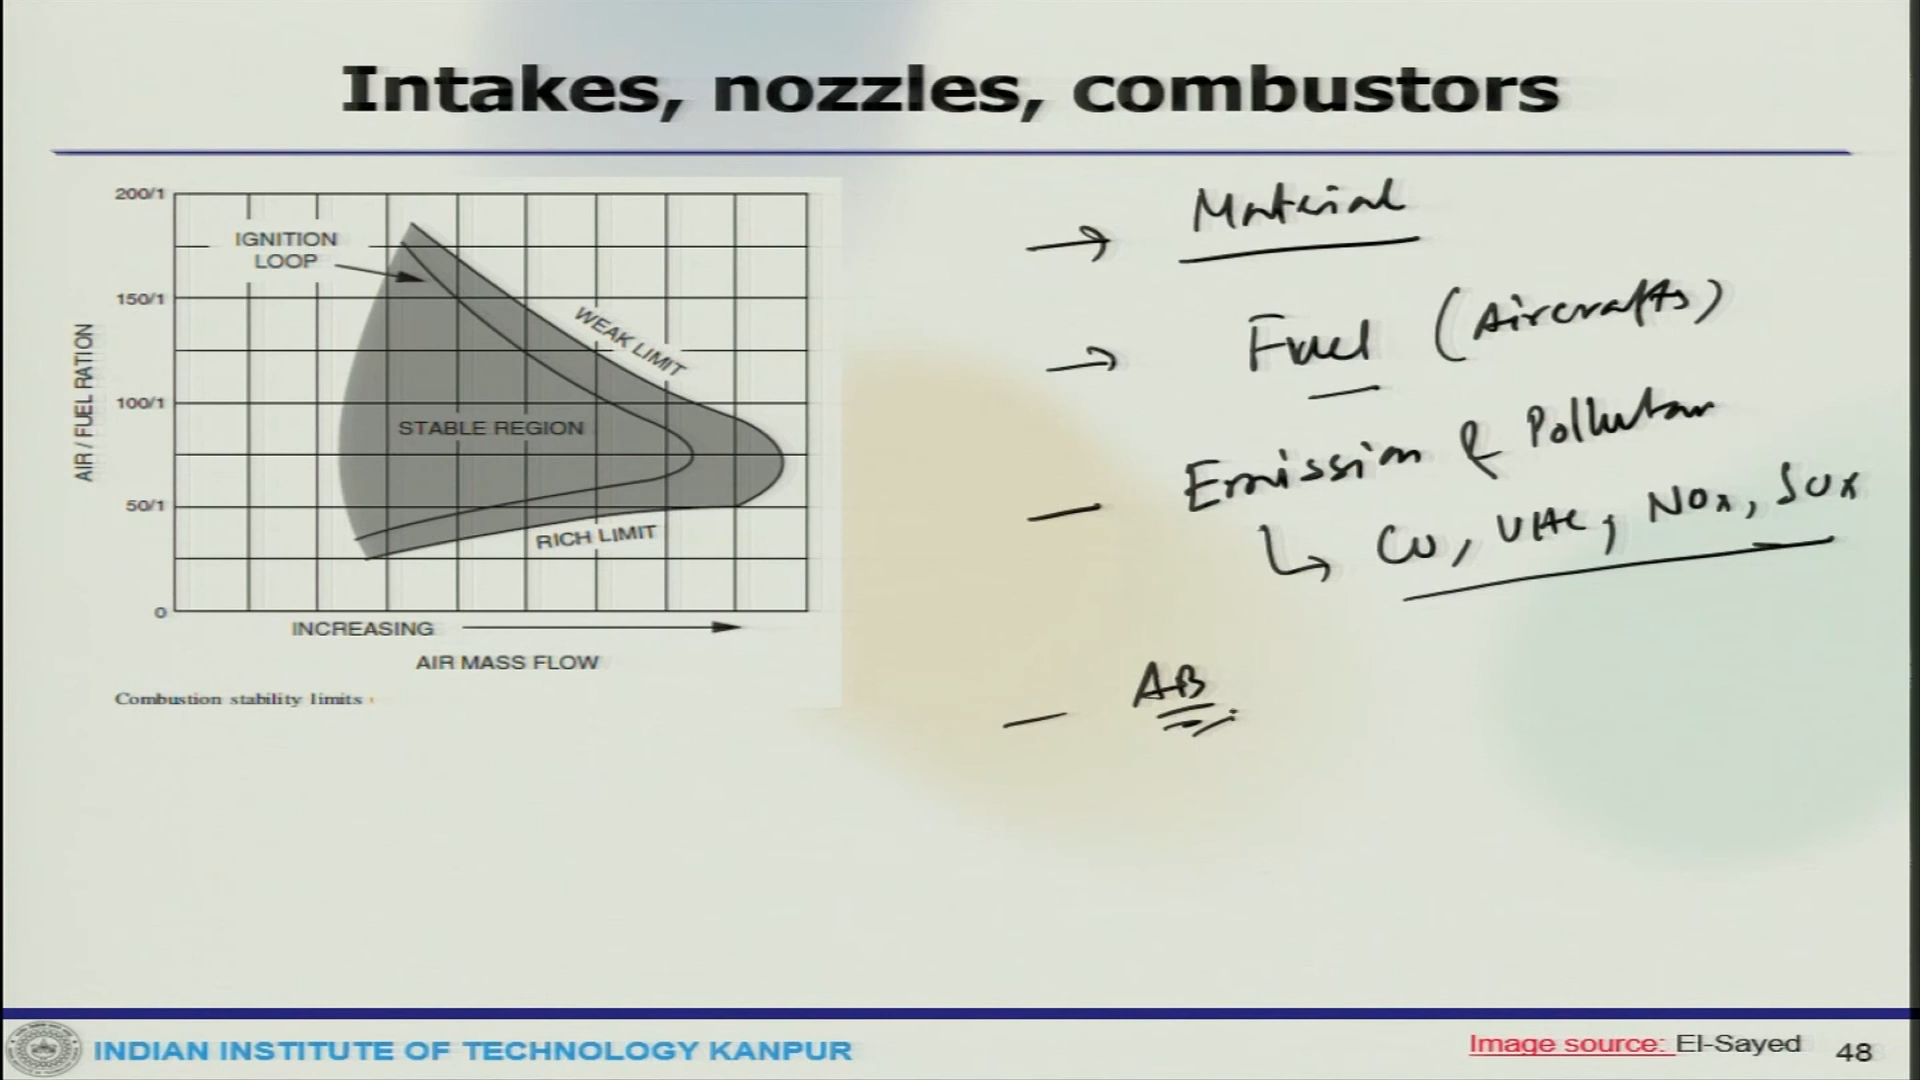 Intakes, nozzles, combustors
200/1
150/1
100/1
50/1
0
AIR / FUEL RATION
IGNITION
LOOP
WEAK LIMIT
STABLE REGION
RICH LIMIT
INCREASING
AIR MASS FLOW
Combustion stability limits
Material
Fuel (Aircrafts)
Emission & Pollutan
CO, UHC, NOx, SOx
AB
INDIAN INSTITUTE OF TECHNOLOGY KANPUR
Image source: El-Sayed
48